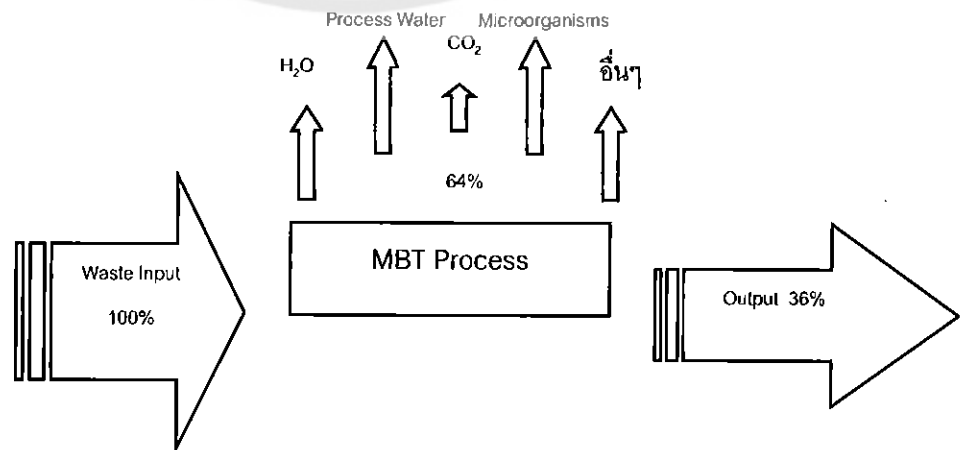 Process Water Microorganisms
H₂O CO₂ อื่นๆ
64%
MBT Process
Waste Input
100%
Output 36%